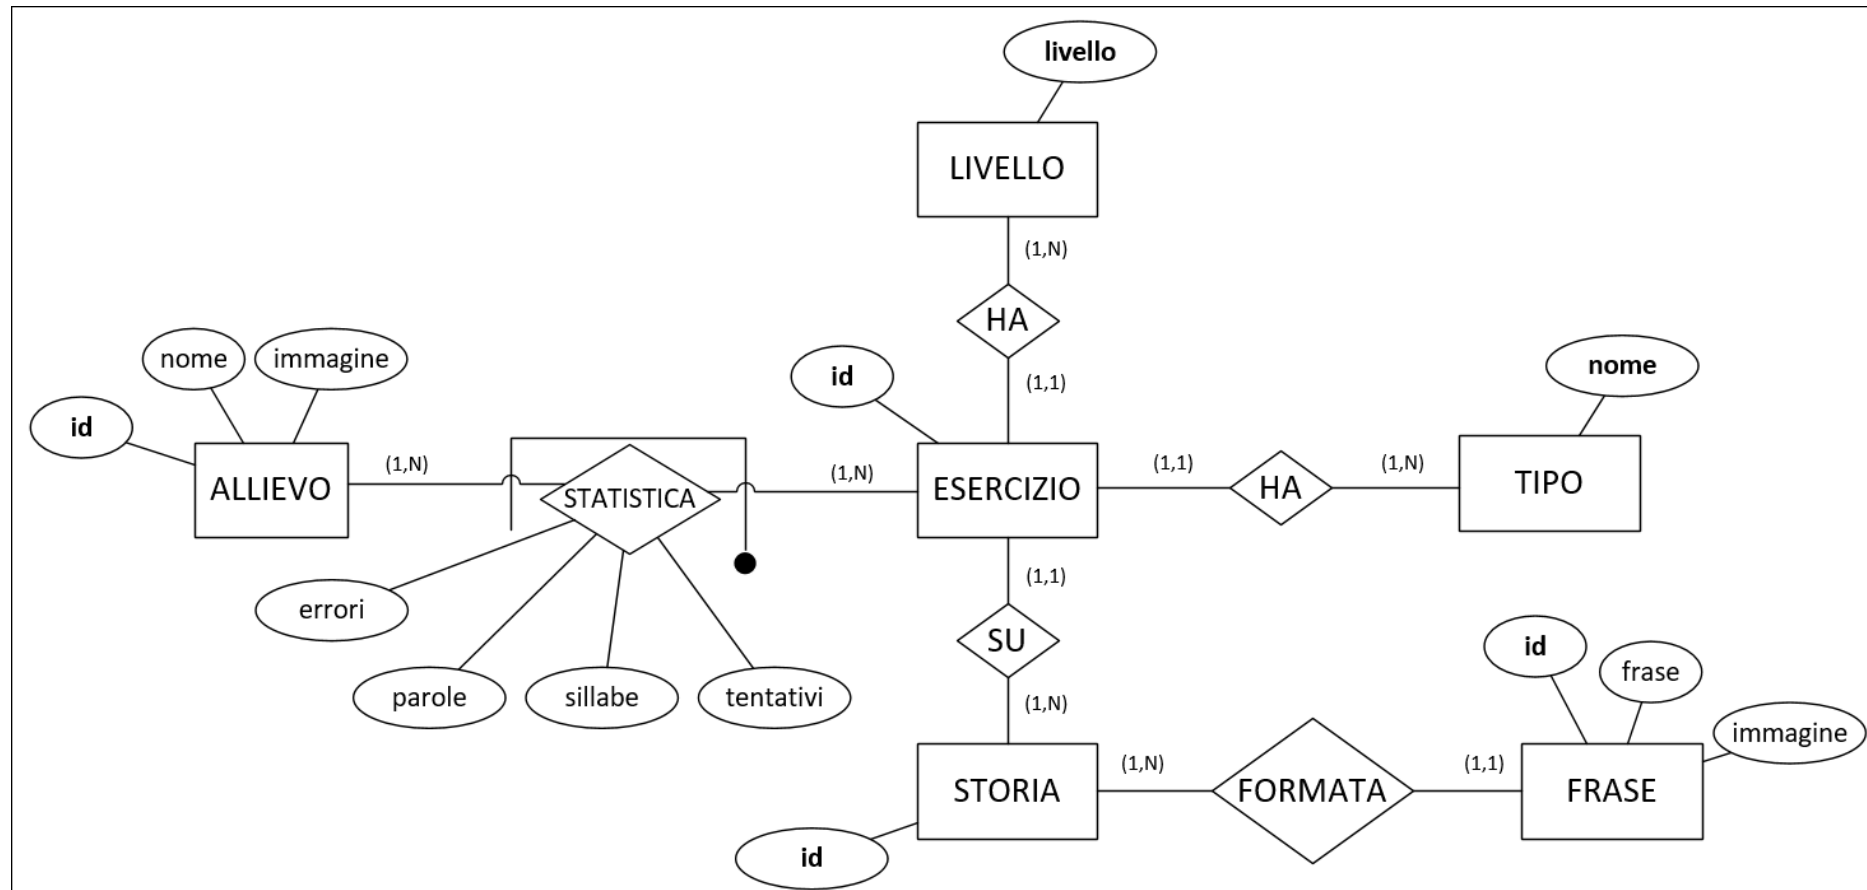 livello
LIVELLO
(1,N)
HA
(1,1)
nome
immagine
id
id
nome
ALLIEVO
(1,N)
STATISTICA
(1,N)
ESERCIZIO
(1,1)
HA
(1,N)
TIPO
errori
parole
sillabe
tentativi
(1,1)
SU
(1,N)
id
frase
immagine
STORIA
(1,N)
FORMATA
(1,1)
FRASE
id